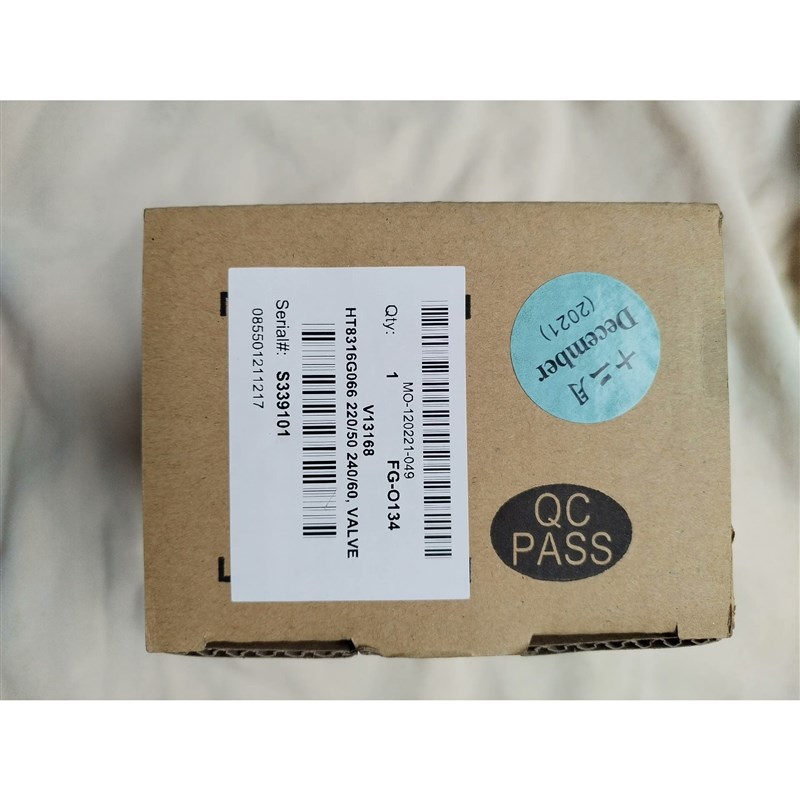 MO-120221-049
Qty: 1 FG-O134
V13168
HT8316G066 220/50 240/60, VALVE
Serial#: S339101
085501211217
十二月
December
(2021)
QC
PASS